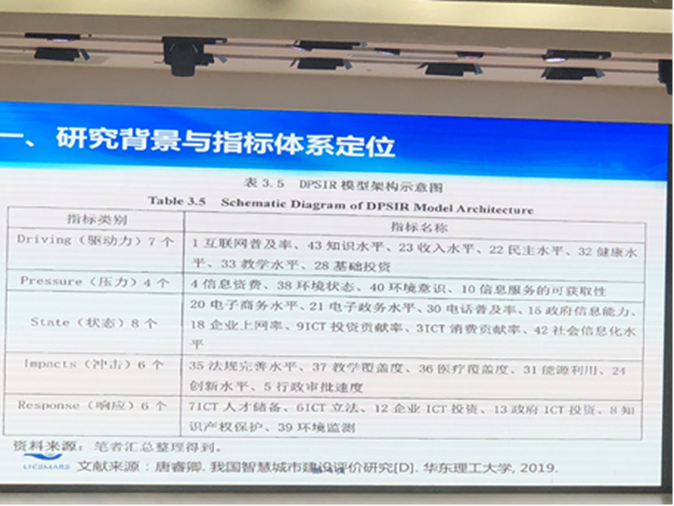 一、研究背景与指标体系定位
表 3.5 DPSIR 模型架构示意图
Table 3.5 Schematic Diagram of DPSIR Model Architecture
指标类别 指标名称
Driving（驱动力）7 个 1 互联网普及率、43 知识水平、23 收入水平、22 民主水平、32 健康水
平、33 教学水平、28 基础投资
Pressure（压力）4 个 4 信息资费、38 环境状态、40 环境意识、10 信息服务的可获取性
State（状态）8 个 20 电子商务水平、21 电子政务水平、30 电话普及率、15 政府信息能力、
18 企业上网率、9ICT 投资贡献率、3ICT 消费贡献率、42 社会信息化水
平
Impacts（冲击）6 个 35 法规完善水平、37 教学覆盖度、36 医疗覆盖度、31 能源利用、24
创新水平、5 行政审批速度
Response（响应）6 个 7ICT 人才储备、6ICT 立法、12 企业 ICT 投资、13 政府 ICT 投资、8 知
识产权保护、39 环境监测
资料来源：笔者汇总整理得到。
LIESMARS 文献来源：唐睿卿. 我国智慧城市建设评价研究[D]. 华东理工大学, 2019.